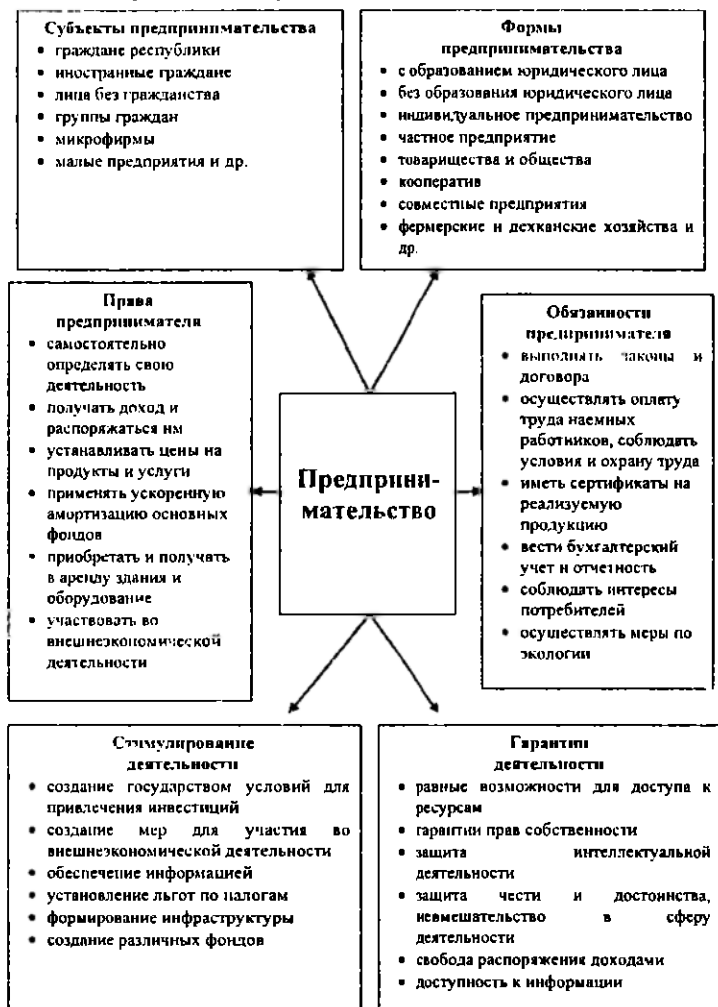 Субъекты предпринимательства
• граждане республики
• иностранные граждане
• лица без гражданства
• группы граждан
• микрофирмы
• малые предприятия и др.
Формы
предпринимательства
• с образованием юридического лица
• без образования юридического лица
• индивидуальное предпринимательство
• частное предприятие
• товарищества и общества
• кооператив
• совместные предприятия
• фермерские и дехканские хозяйства и
др.
Права
предпринимателя
• самостоятельно
определять свою
деятельность
• получать доход и
распоряжаться им
• устанавливать цены на
продукты и услуги
• применять ускоренную
амортизацию основных
фондов
• приобретать и получать
в аренду здания и
оборудование
• участвовать во
внешнеэкономической
деятельности
Предприни-
мательство
Обязанности
предпринимателя
• выполнять законы и
договора
• осуществлять оплату
труда наемных
работников, соблюдать
условия и охрану труда
• иметь сертификаты на
реализуемую
продукцию
• вести бухгалтерский
учет и отчетность
• соблюдать интересы
потребителей
• осуществлять меры по
экологии
Стимулирование
деятельности
• создание государством условий для
привлечения инвестиций
• создание мер для участия во
внешнеэкономической деятельности
• обеспечение информацией
• установление льгот по налогам
• формирование инфраструктуры
• создание различных фондов
Гарантии
деятельности
• равные возможности для доступа к
ресурсам
• гарантии прав собственности
• защита интеллектуальной
деятельности
• защита чести и достоинства,
невмешательство в сферу
деятельности
• свобода распоряжения доходами
• доступность к информации